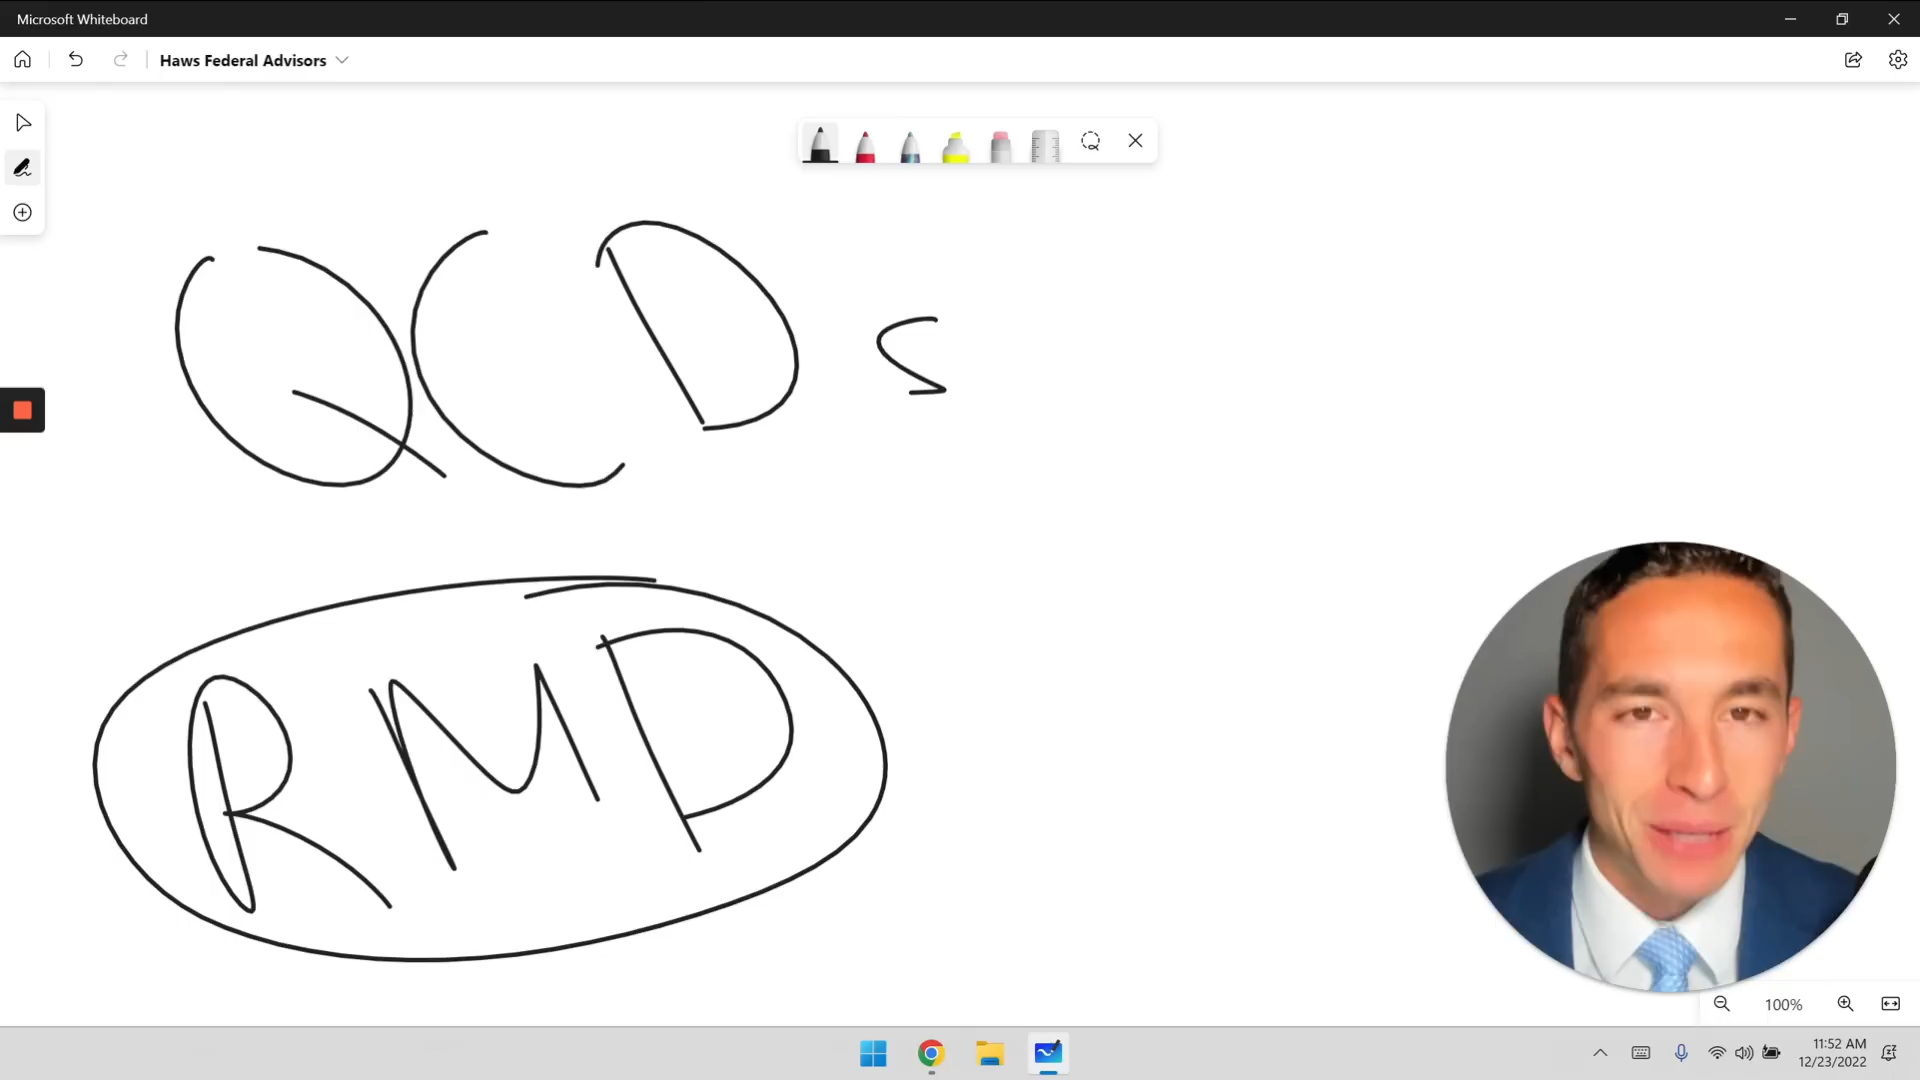 Microsoft Whiteboard
Haws Federal Advisors
QCDs
RMD
100%
11:52 AM
12/23/2022